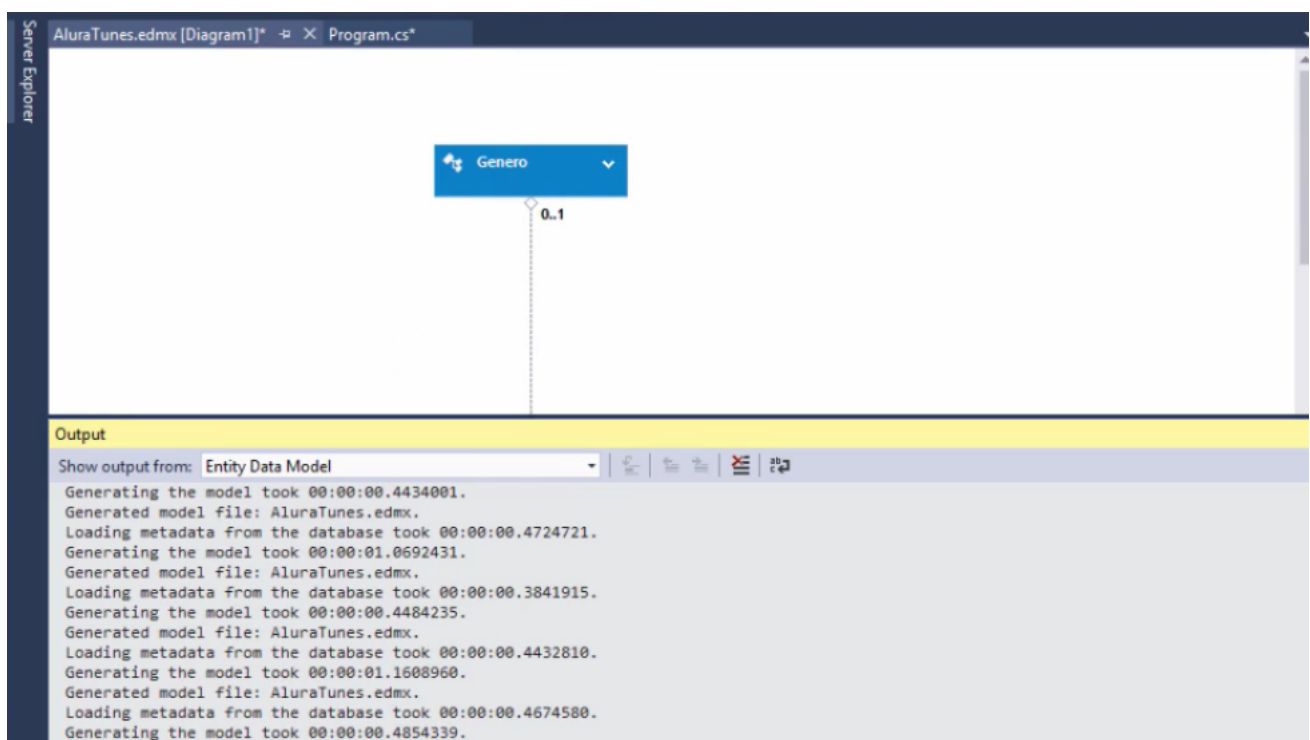 Server Explorer
AluraTunes.edmx [Diagram1]* Program.cs*
Genero
0..1
Output
Show output from: Entity Data Model
Generating the model took 00:00:00.4434001.
Generated model file: AluraTunes.edmx.
Loading metadata from the database took 00:00:00.4724721.
Generating the model took 00:00:01.0692431.
Generated model file: AluraTunes.edmx.
Loading metadata from the database took 00:00:00.3841915.
Generating the model took 00:00:00.4484235.
Generated model file: AluraTunes.edmx.
Loading metadata from the database took 00:00:00.4432810.
Generating the model took 00:00:01.1608960.
Generated model file: AluraTunes.edmx.
Loading metadata from the database took 00:00:00.4674580.
Generating the model took 00:00:00.4854339.